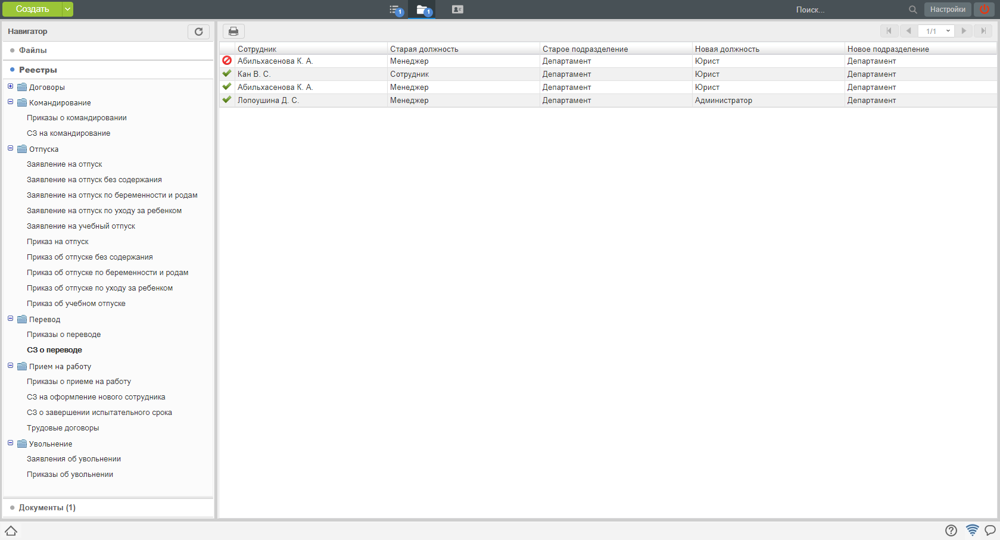 Создать
1
1
Поиск...
Настройки
Навигатор
Файлы
Реестры
Договоры
Командирование
Приказы о командировании
СЗ на командирование
Отпуска
Заявление на отпуск
Заявление на отпуск без содержания
Заявление на отпуск по беременности и родам
Заявление на отпуск по уходу за ребенком
Заявление на учебный отпуск
Приказ на отпуск
Приказ об отпуске без содержания
Приказ об отпуске по беременности и родам
Приказ об отпуске по уходу за ребенком
Приказ об учебном отпуске
Перевод
Приказы о переводе
СЗ о переводе
Прием на работу
Приказы о приеме на работу
СЗ на оформление нового сотрудника
СЗ о завершении испытательного срока
Трудовые договоры
Увольнение
Заявления об увольнении
Приказы об увольнении
Документы (1)
1/1
Сотрудник Старая должность Старое подразделение Новая должность Новое подразделение
Абильхасенова К. А. Менеджер Департамент Юрист Департамент
Кан В. С. Сотрудник Департамент Юрист Департамент
Абильхасенова К. А. Менеджер Департамент Юрист Департамент
Лопоушина Д. С. Менеджер Департамент Администратор Департамент